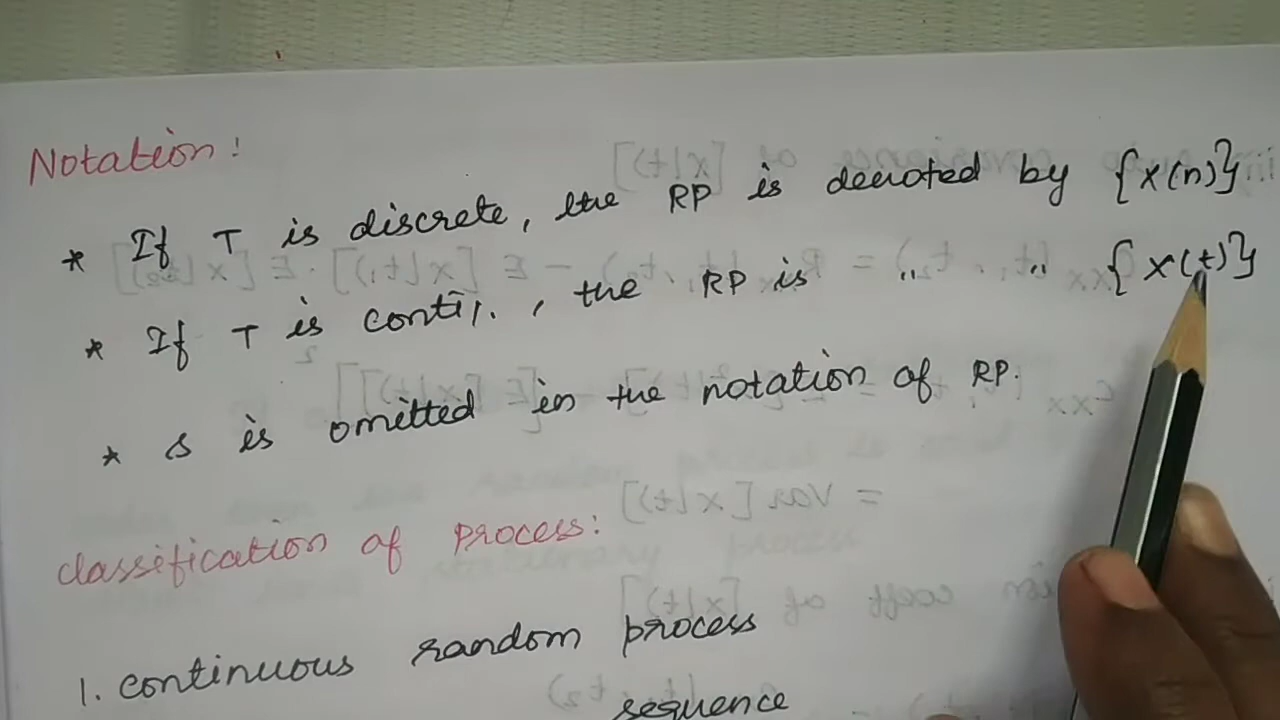 Notation:
* If T is discrete, the RP is denoted by {X(n)}
* If T is conti/., the RP is " " {X(t)}
* s is omitted in the notation of RP.
classification of process:
1. continuous random process
sequence